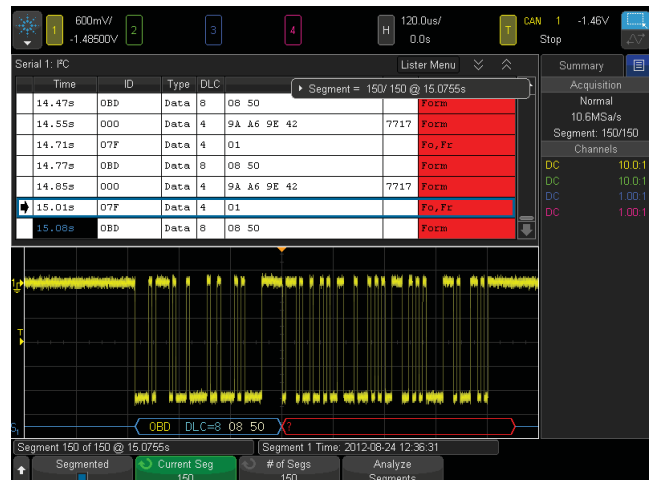 1 600mV/ 2 3 4 H 120.0us/ T CAN 1 -1.46V
-1.48500V 0.0s Stop
Serial 1: I²C Lister Menu Summary
Time ID Type DLC
Segment = 150/ 150 @ 15.0755s
14.47s 0BD Data 8 08 50 Form
14.55s 000 Data 4 9A A6 9E 42 7717 Form
14.71s 07F Data 4 01 Fo,Fr
14.77s 0BD Data 8 08 50 Form
14.85s 000 Data 4 9A A6 9E 42 7717 Form
15.01s 07F Data 4 01 Fo,Fr
15.08s 0BD Data 8 08 50 Form
Acquisition
Normal
10.6MSa/s
Segment: 150/150
Channels
DC 10.0:1
DC 10.0:1
DC 1.00:1
DC 1.00:1
1
T
S1 0BD DLC=8 08 50 ?
Segment 150 of 150 @ 15.0755s Segment 1 Time: 2012-08-24 12:36:31
Segmented Current Seg # of Segs Analyze
150 150 Segments